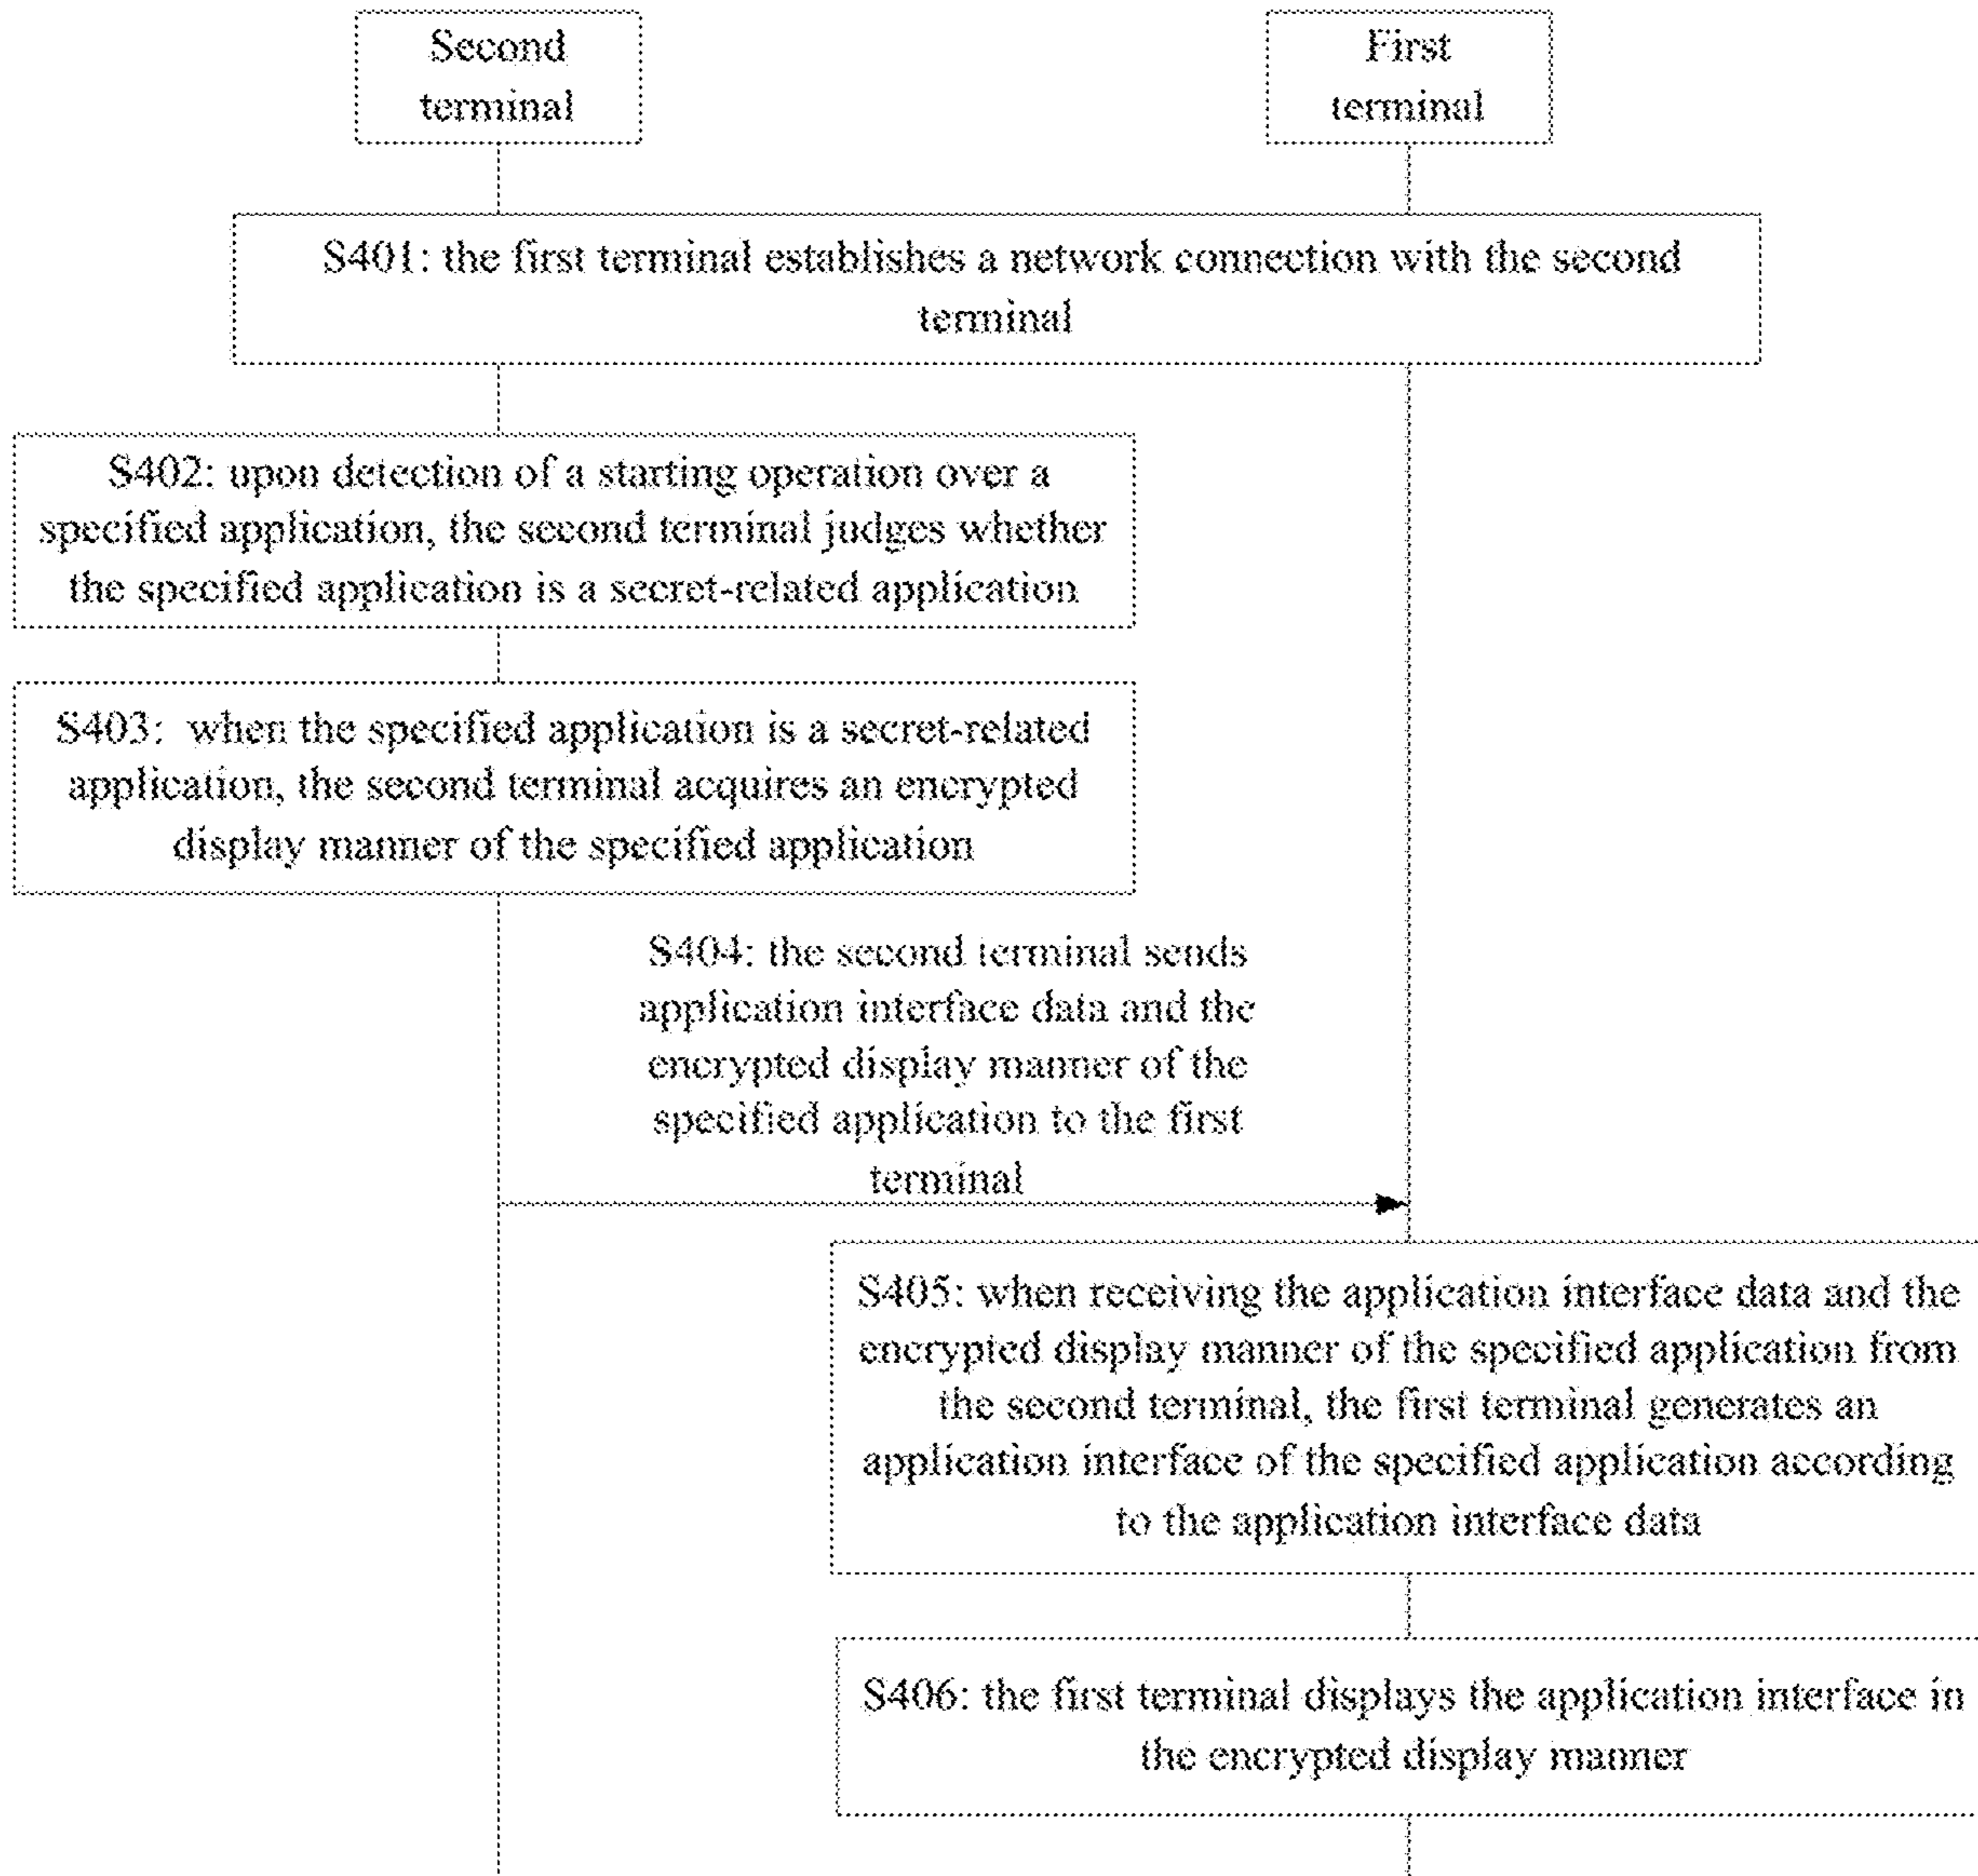 Second
terminal
First
terminal
S401: the first terminal establishes a network connection with the second
terminal
S402: upon detection of a starting operation over a
specified application, the second terminal judges whether
the specified application is a secret-related application
S403: when the specified application is a secret-related
application, the second terminal acquires an encrypted
display manner of the specified application
S404: the second terminal sends
application interface data and the
encrypted display manner of the
specified application to the first
terminal
S405: when receiving the application interface data and the
encrypted display manner of the specified application from
the second terminal, the first terminal generates an
application interface of the specified application according
to the application interface data
S406: the first terminal displays the application interface in
the encrypted display manner